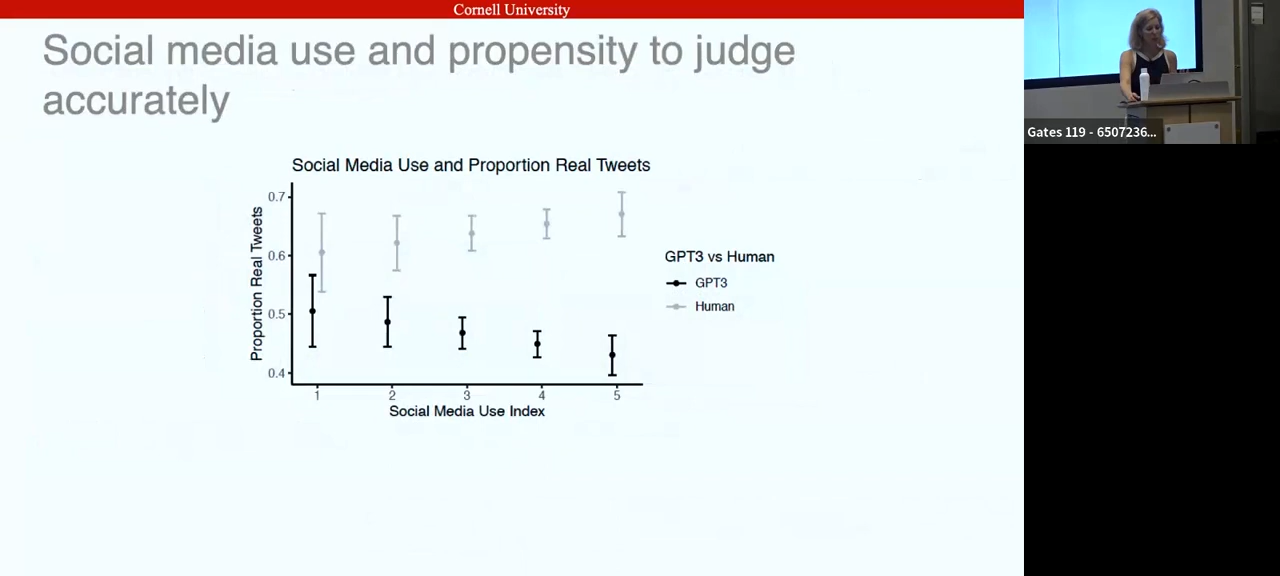 Cornell University
Social media use and propensity to judge
accurately
Social Media Use and Proportion Real Tweets
Proportion Real Tweets
0.7
0.6
0.5
0.4
1 2 3 4 5
Social Media Use Index
GPT3 vs Human
GPT3
Human
Gates 119 - 6507236...